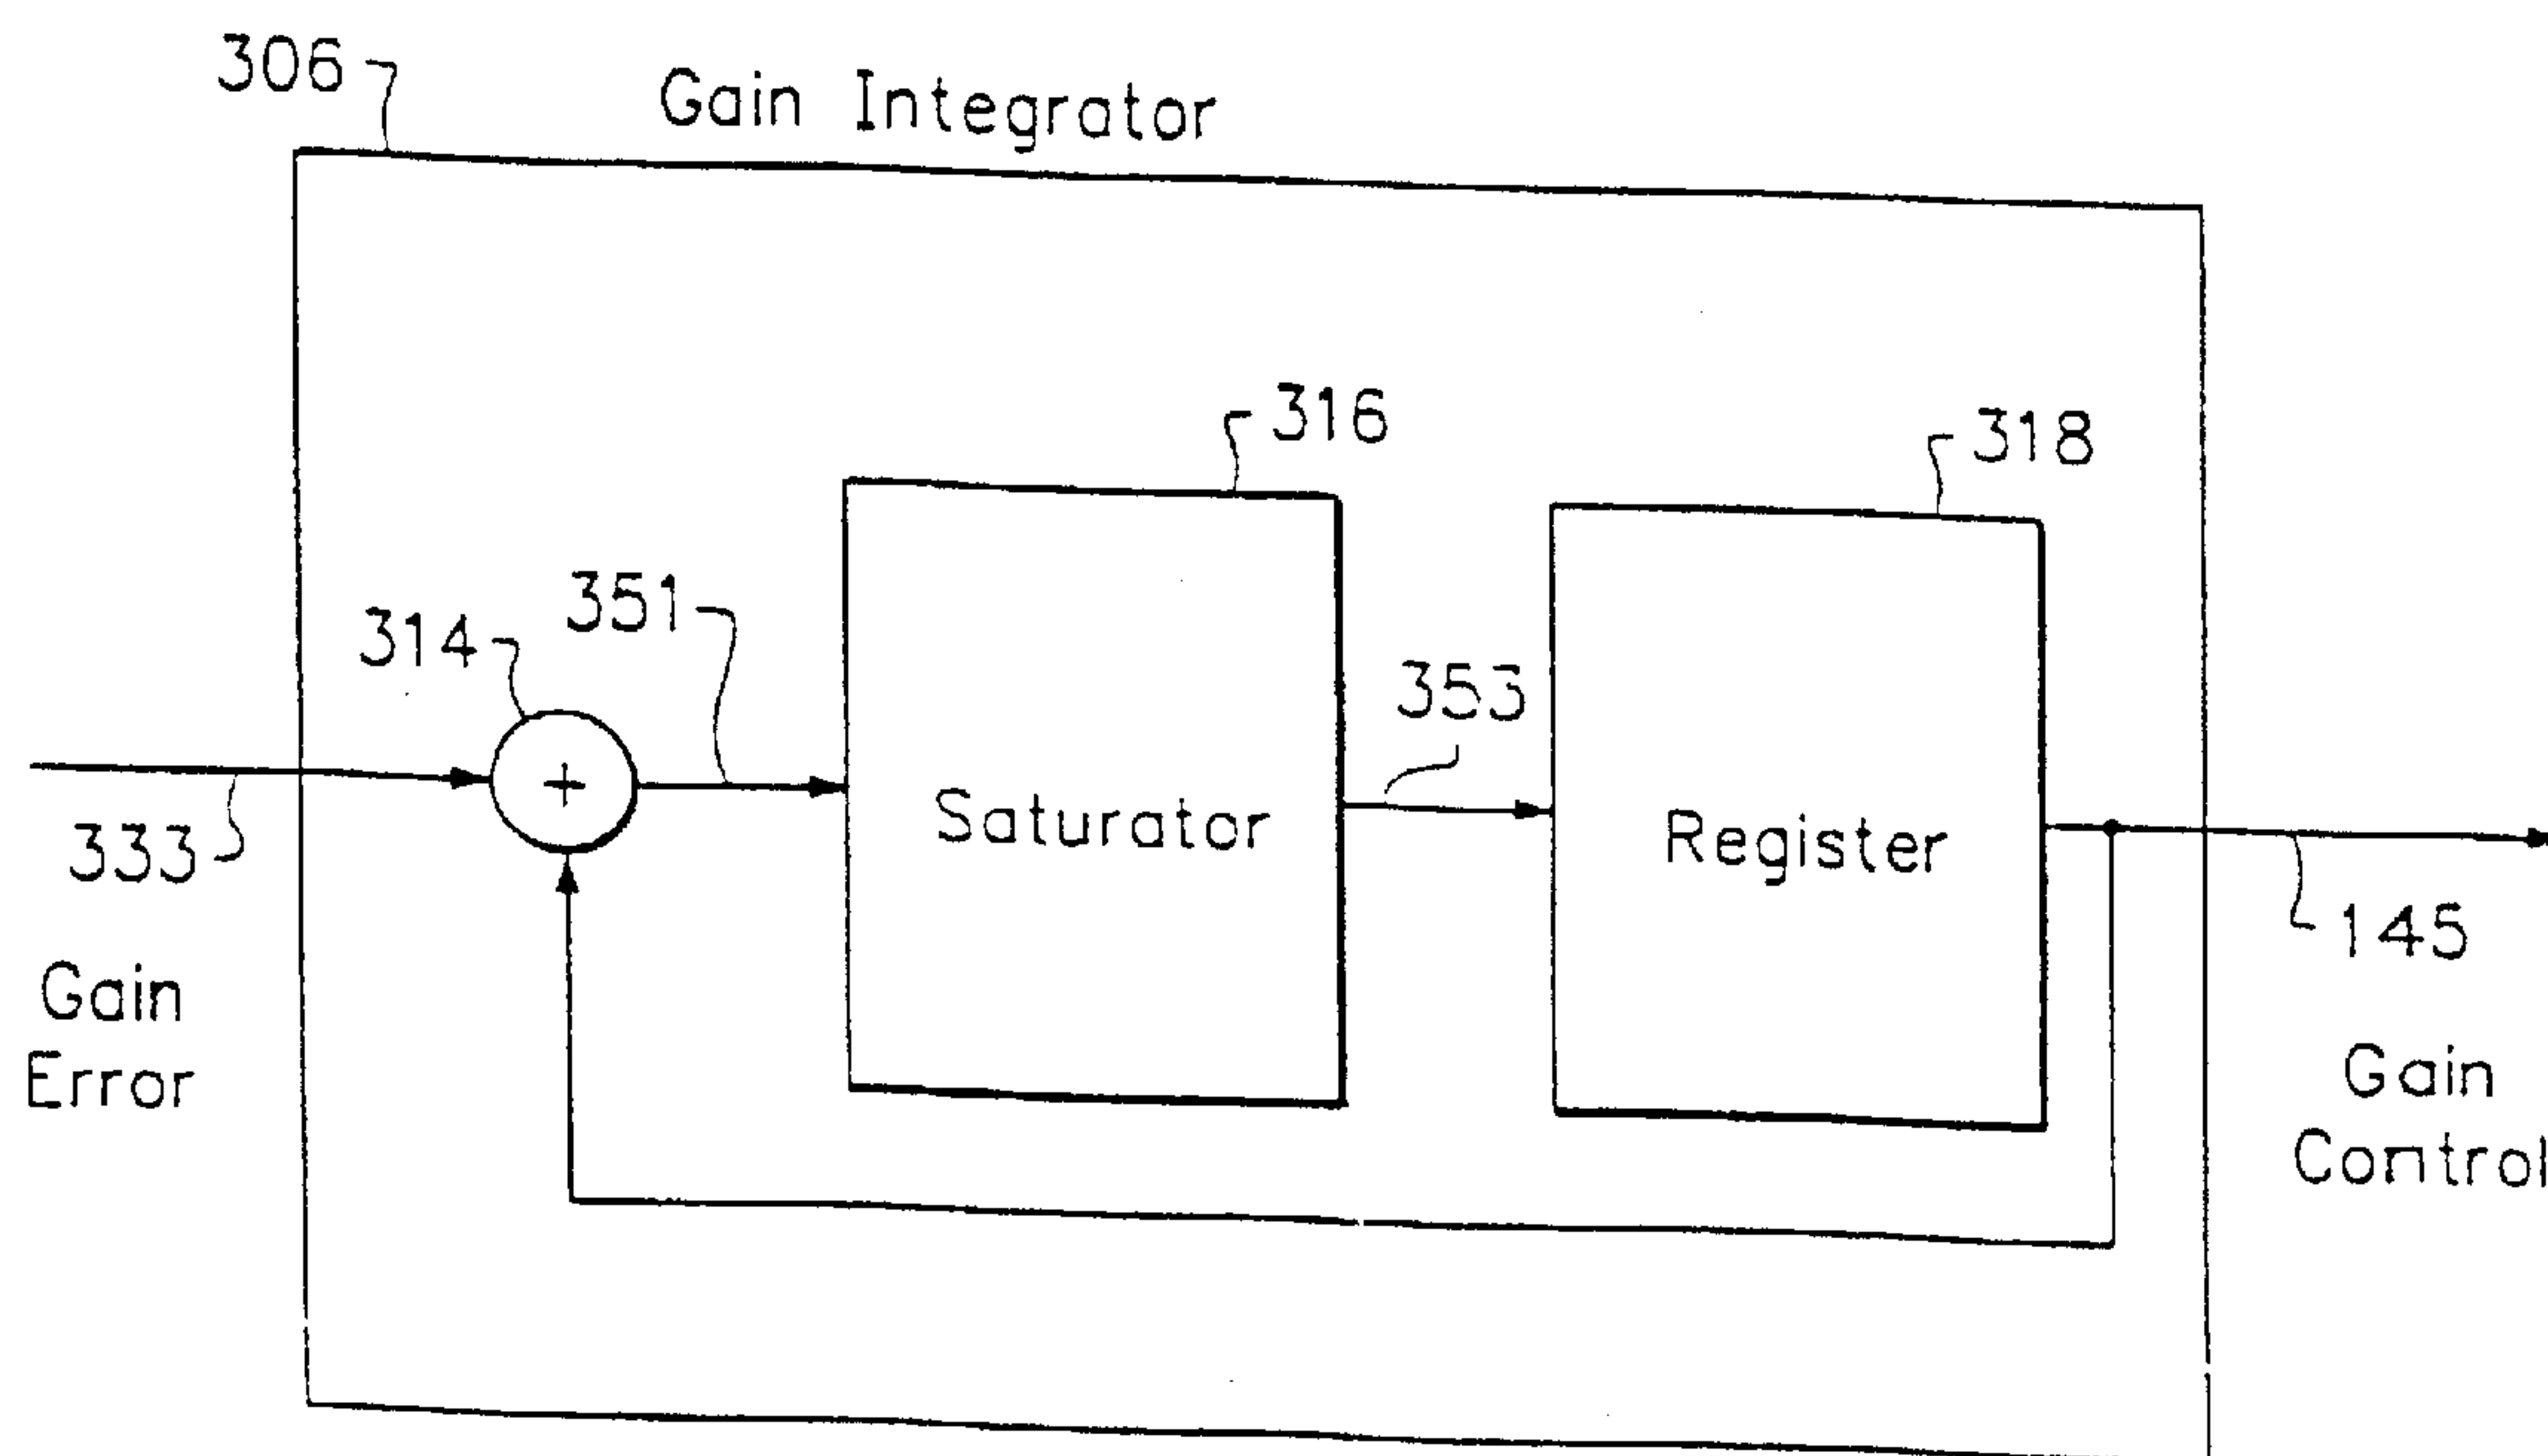 306
Gain Integrator
316
318
351
314
353
Saturator
Register
333
145
+
Gain
Error
Gain
Control